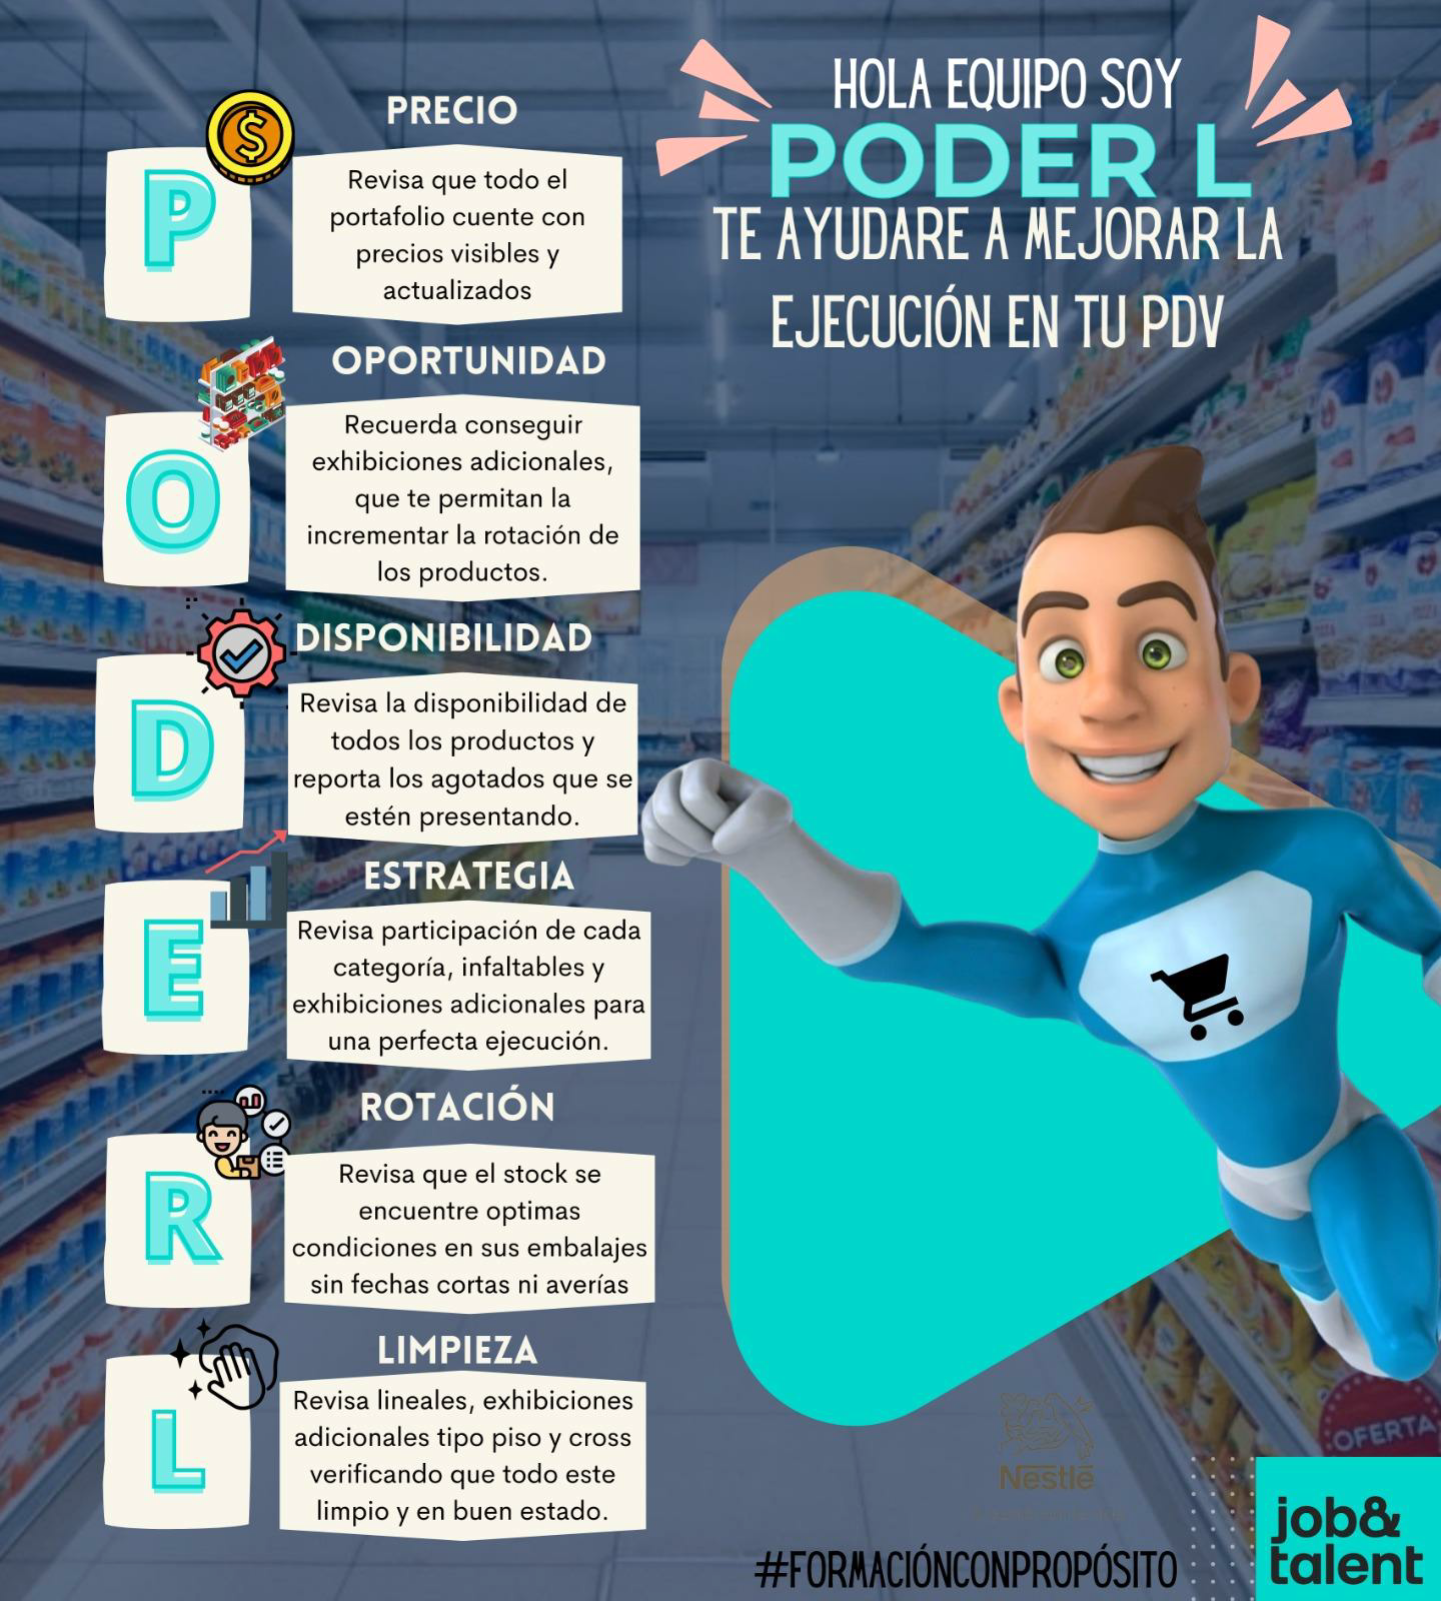 HOLA EQUIPO SOY
PODER L
TE AYUDARE A MEJORAR LA
EJECUCIÓN EN TU PDV
P
PRECIO
Revisa que todo el
portafolio cuente con
precios visibles y
actualizados
O
OPORTUNIDAD
Recuerda conseguir
exhibiciones adicionales,
que te permitan la
incrementar la rotación de
los productos.
D
DISPONIBILIDAD
Revisa la disponibilidad de
todos los productos y
reporta los agotados que se
estén presentando.
E
ESTRATEGIA
Revisa participación de cada
categoría, infaltables y
exhibiciones adicionales para
una perfecta ejecución.
R
ROTACIÓN
Revisa que el stock se
encuentre optimas
condiciones en sus embalajes
sin fechas cortas ni averías
L
LIMPIEZA
Revisa lineales, exhibiciones
adicionales tipo piso y cross
verificando que todo este
limpio y en buen estado.
OFERTA
Nestlé
#FORMACIÓNCONPROPÓSITO
job&
talent